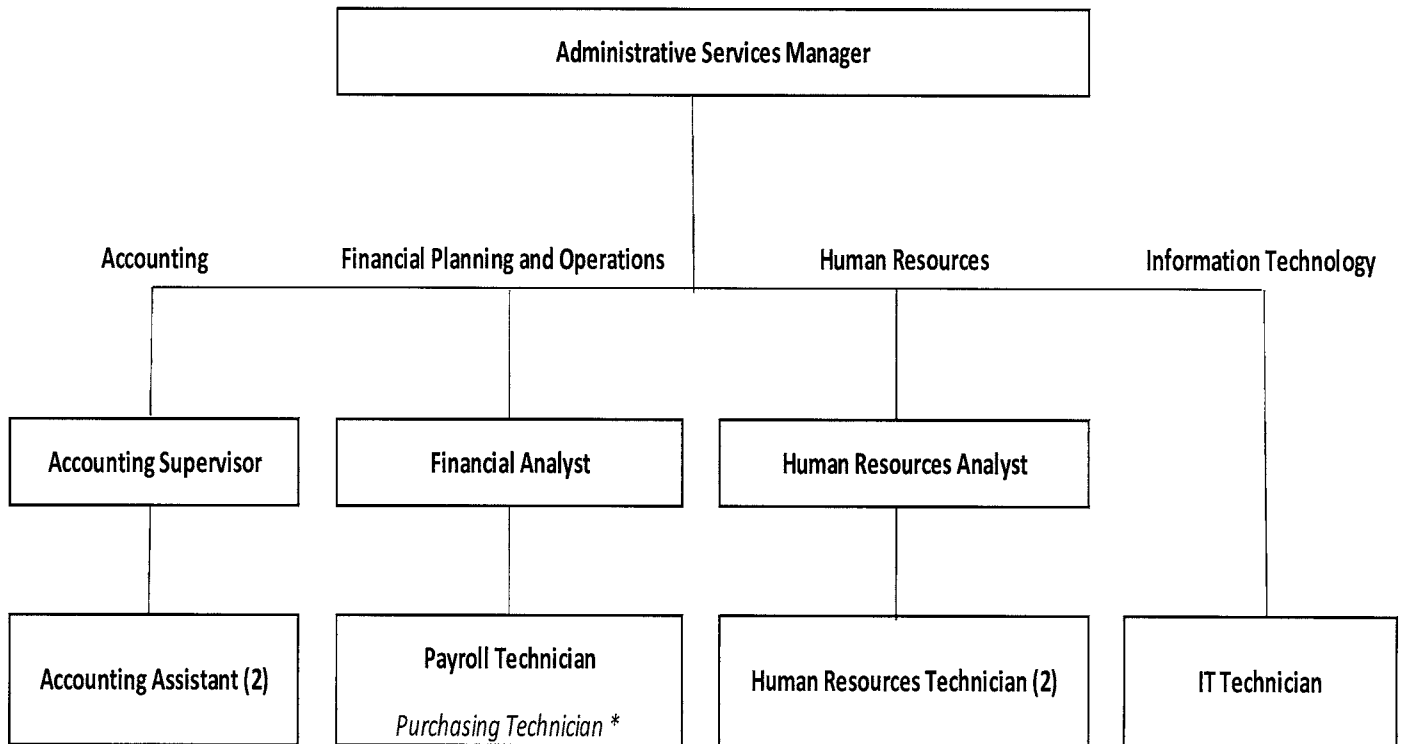 Administrative Services Manager
Accounting
Financial Planning and Operations
Human Resources
Information Technology
Accounting Supervisor
Financial Analyst
Human Resources Analyst
Accounting Assistant (2)
Payroll Technician
Purchasing Technician *
Human Resources Technician (2)
IT Technician